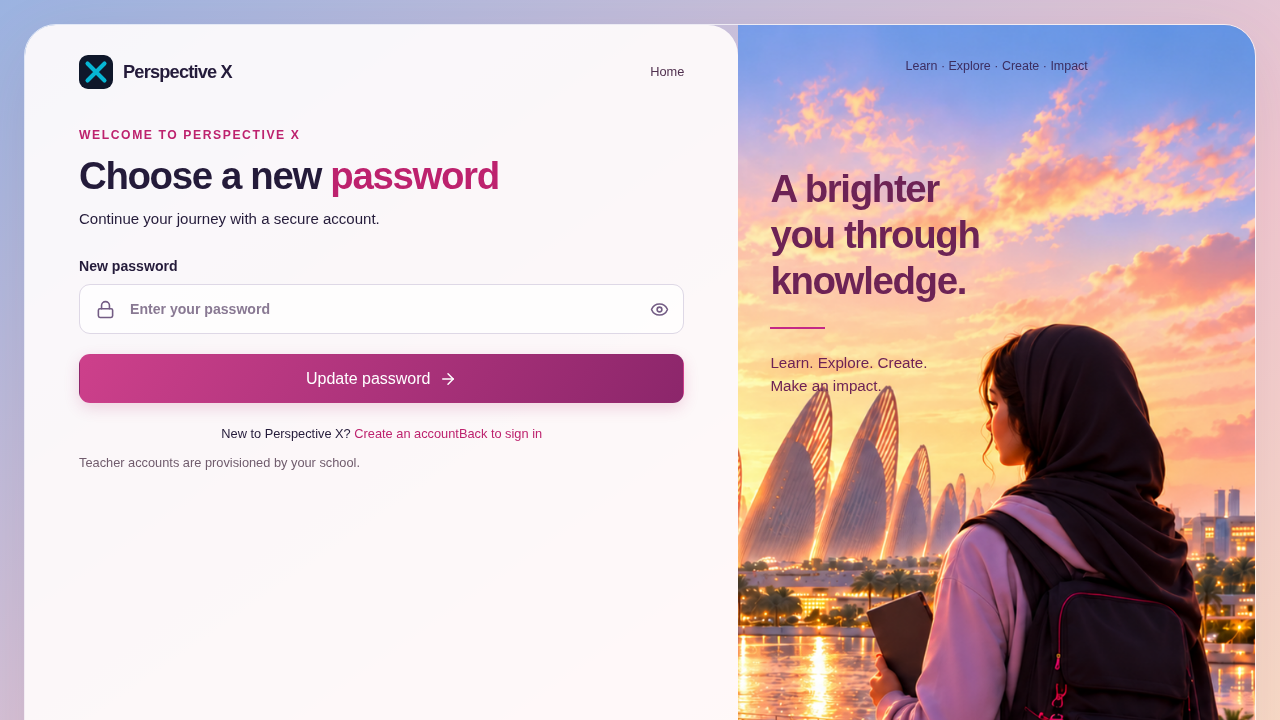 Perspective X
Home
WELCOME TO PERSPECTIVE X
Choose a new password
Continue your journey with a secure account.
New password
Enter your password
Update password
New to Perspective X? Create an accountBack to sign in
Teacher accounts are provisioned by your school.
Learn · Explore · Create · Impact
A brighter
you through
knowledge.
Learn. Explore. Create.
Make an impact.